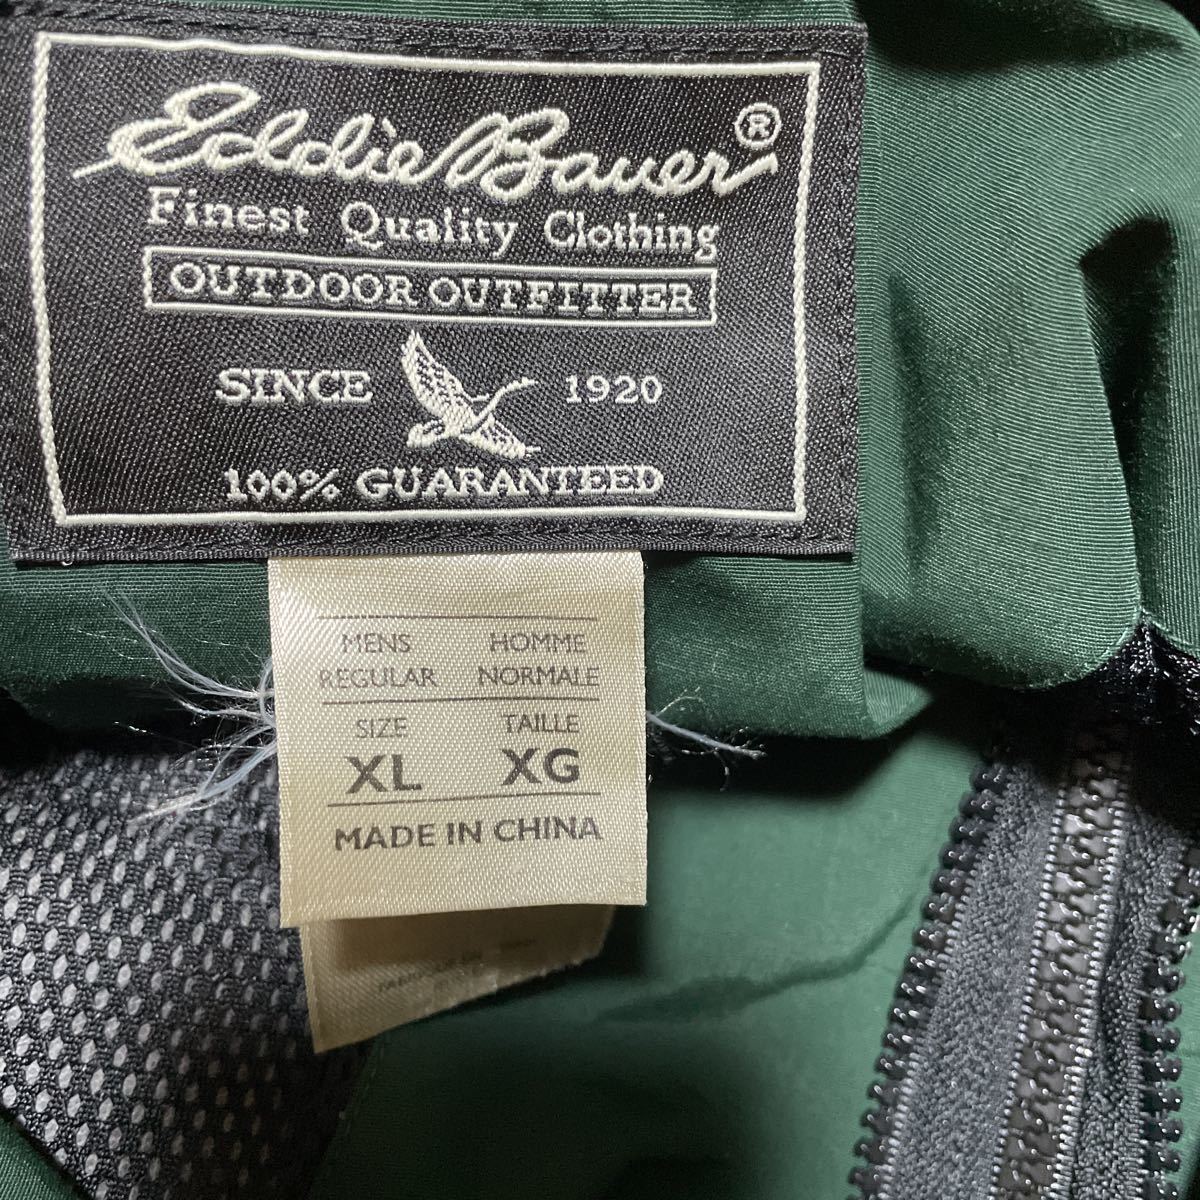 Eddie Bauer®
Finest Quality Clothing
OUTDOOR OUTFITTER
SINCE 1920
100% GUARANTEED
MENS HOMME
REGULAR NORMALE
SIZE TAILLE
XL XG
MADE IN CHINA